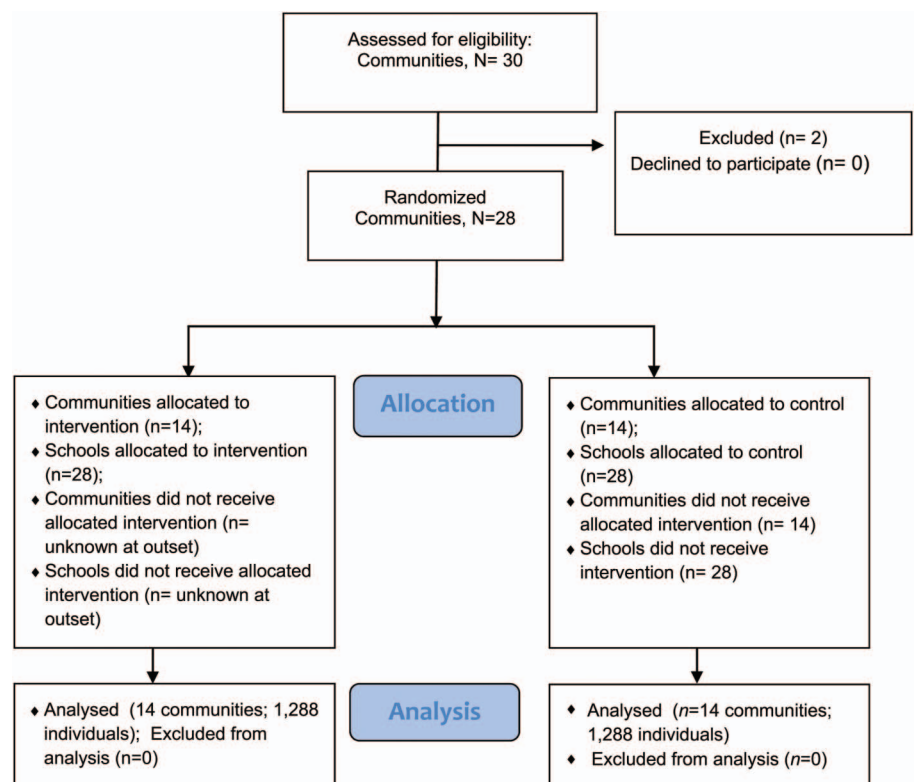 Assessed for eligibility:
Communities, N= 30
Excluded (n= 2)
Declined to participate (n= 0)
Randomized
Communities, N=28
Allocation
♦ Communities allocated to
intervention (n=14);
♦ Schools allocated to intervention
(n=28);
♦ Communities did not receive
allocated intervention (n=
unknown at outset)
♦ Schools did not receive allocated
intervention (n= unknown at
outset)
♦ Communities allocated to control
(n=14);
♦ Schools allocated to control
(n=28)
♦ Communities did not receive
allocated intervention (n= 14)
♦ Schools did not receive
intervention (n= 28)
Analysis
♦ Analysed (14 communities; 1,288
individuals); Excluded from
analysis (n=0)
♦ Analysed (n=14 communities;
1,288 individuals)
♦ Excluded from analysis (n=0)